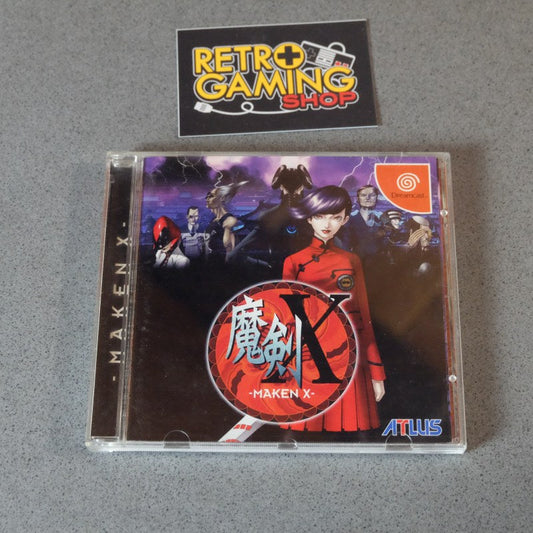 RETRO
GAMING
SHOP
-MAKEN X-
Dreamcast
魔剣X
-MAKEN X-
ATLUS